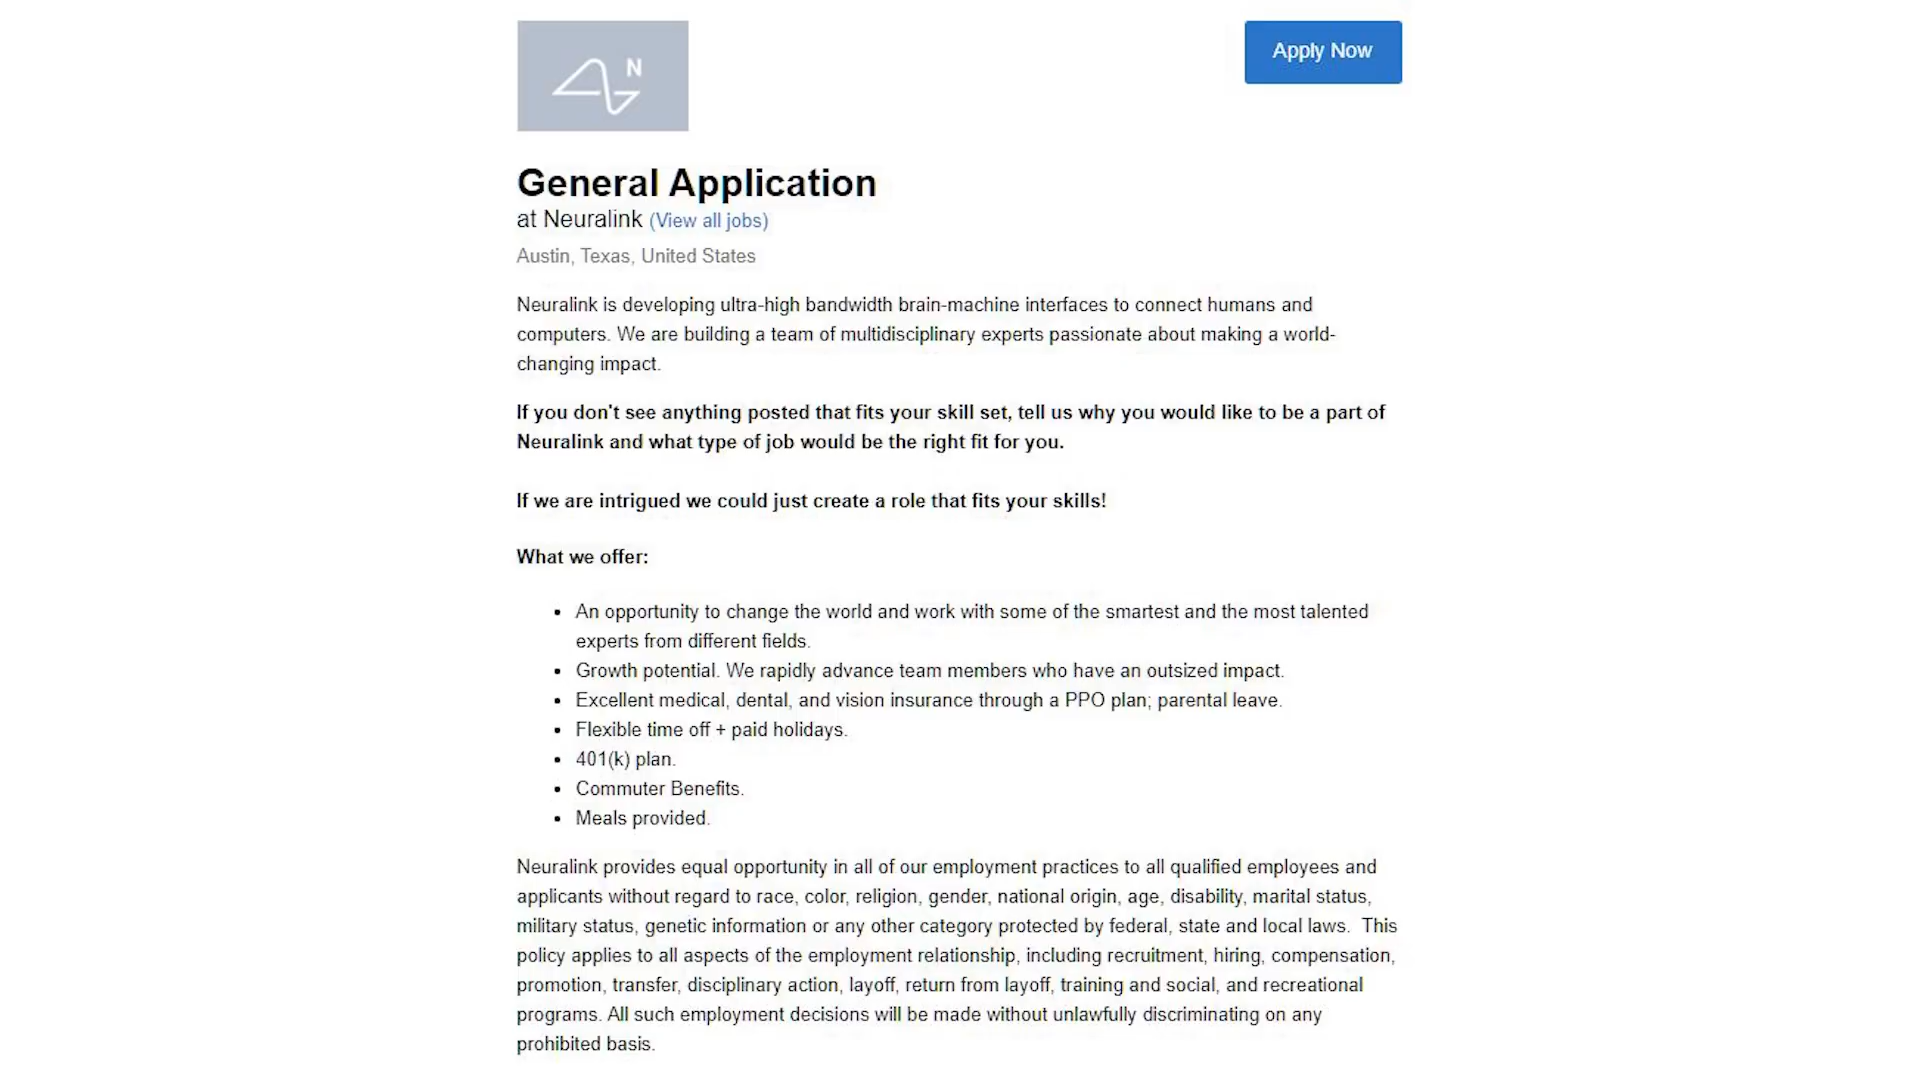 N
Apply Now
General Application
at Neuralink (View all jobs)
Austin, Texas, United States
Neuralink is developing ultra-high bandwidth brain-machine interfaces to connect humans and
computers. We are building a team of multidisciplinary experts passionate about making a world-
changing impact.
If you don't see anything posted that fits your skill set, tell us why you would like to be a part of
Neuralink and what type of job would be the right fit for you.
If we are intrigued we could just create a role that fits your skills!
What we offer:
• An opportunity to change the world and work with some of the smartest and the most talented
experts from different fields.
• Growth potential. We rapidly advance team members who have an outsized impact.
• Excellent medical, dental, and vision insurance through a PPO plan; parental leave.
• Flexible time off + paid holidays.
• 401(k) plan.
• Commuter Benefits.
• Meals provided.
Neuralink provides equal opportunity in all of our employment practices to all qualified employees and
applicants without regard to race, color, religion, gender, national origin, age, disability, marital status,
military status, genetic information or any other category protected by federal, state and local laws.  This
policy applies to all aspects of the employment relationship, including recruitment, hiring, compensation,
promotion, transfer, disciplinary action, layoff, return from layoff, training and social, and recreational
programs. All such employment decisions will be made without unlawfully discriminating on any
prohibited basis.